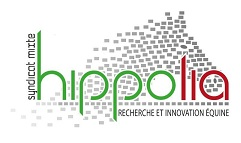 syndicat mixte
hippolia
RECHERCHE ET INNOVATION ÉQUINE